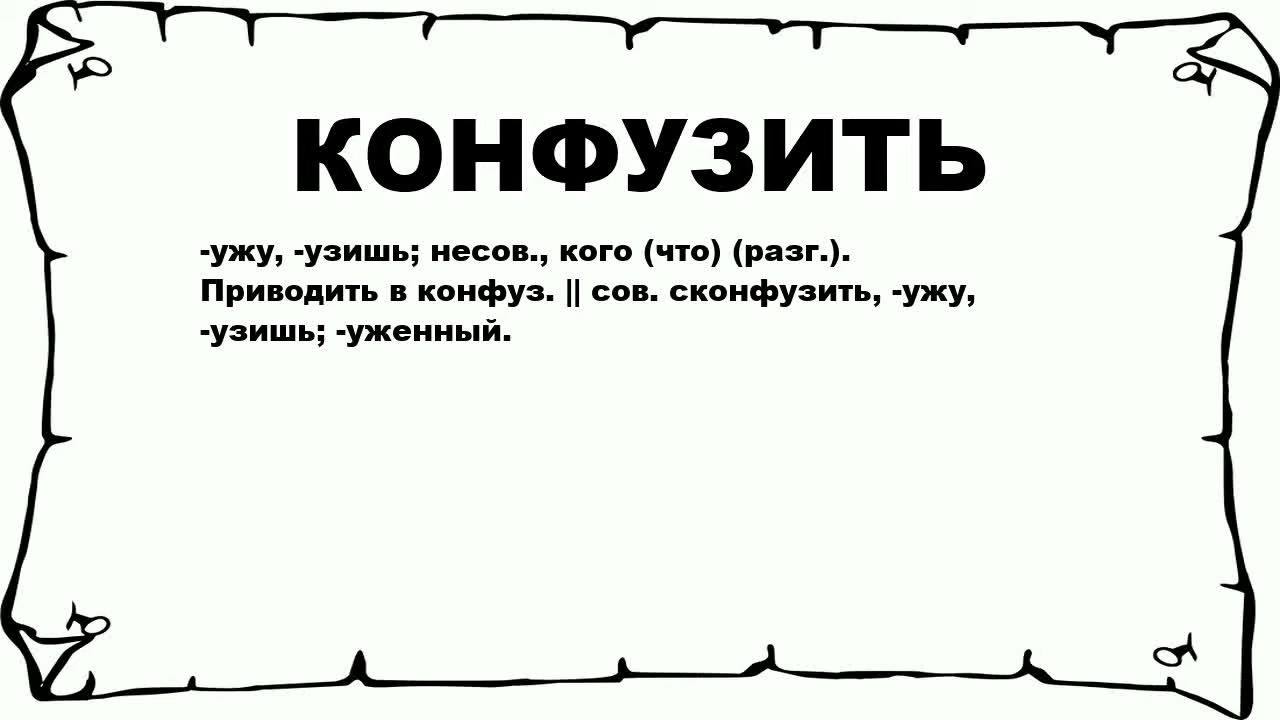 КОНФУЗИТЬ
-ужу, -узишь; несов., кого (что) (разг.).
Приводить в конфуз. || сов. сконфузить, -ужу,
-узишь; -уженный.